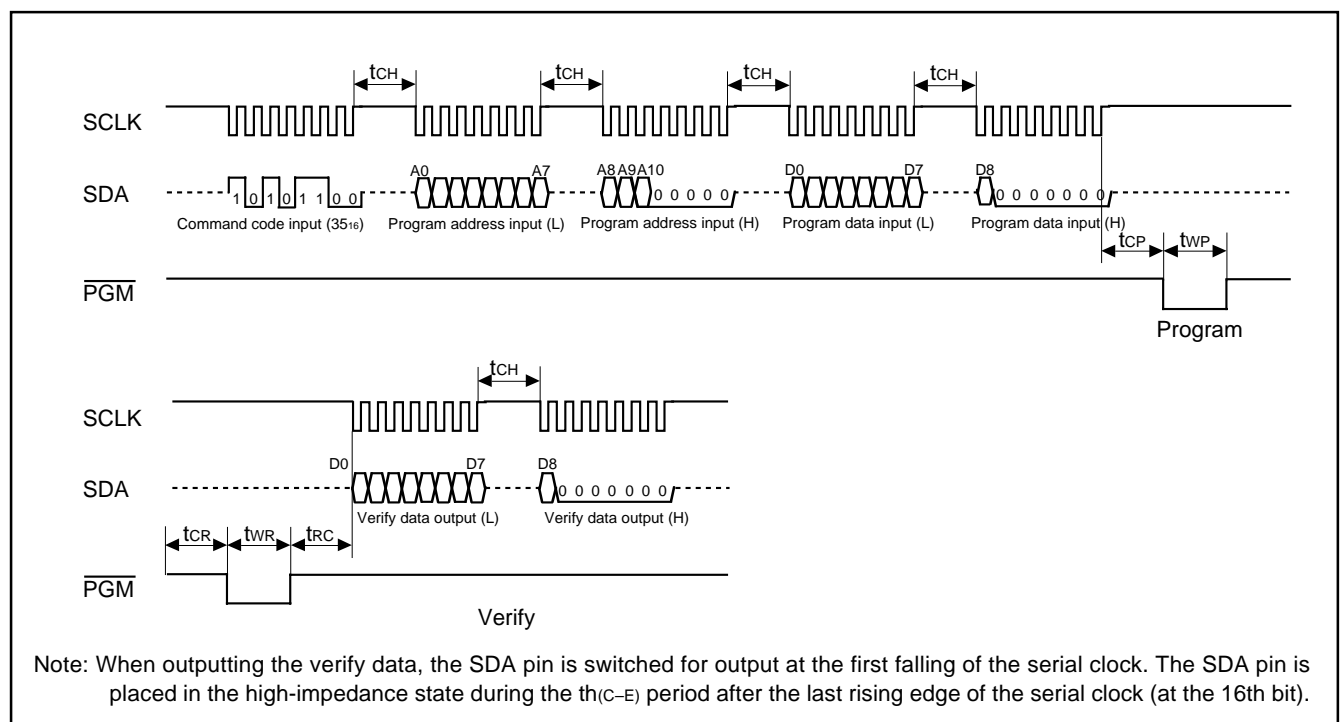 tCH tCH tCH tCH
SCLK
A0 A7 A8 A9 A10 D0 D7 D8
SDA 1 0 1 0 1 1 0 0 0 0 0 0 0 0 0 0 0 0 0 0
Command code input (3516) Program address input (L) Program address input (H) Program data input (L) Program data input (H)
tCP tWP
PGM
Program
tCH
SCLK
D0 D7 D8
SDA 0 0 0 0 0 0 0
Verify data output (L) Verify data output (H)
tCR tWR tRC
PGM
Verify
Note: When outputting the verify data, the SDA pin is switched for output at the first falling of the serial clock. The SDA pin is
placed in the high-impedance state during the th(C–E) period after the last rising edge of the serial clock (at the 16th bit).